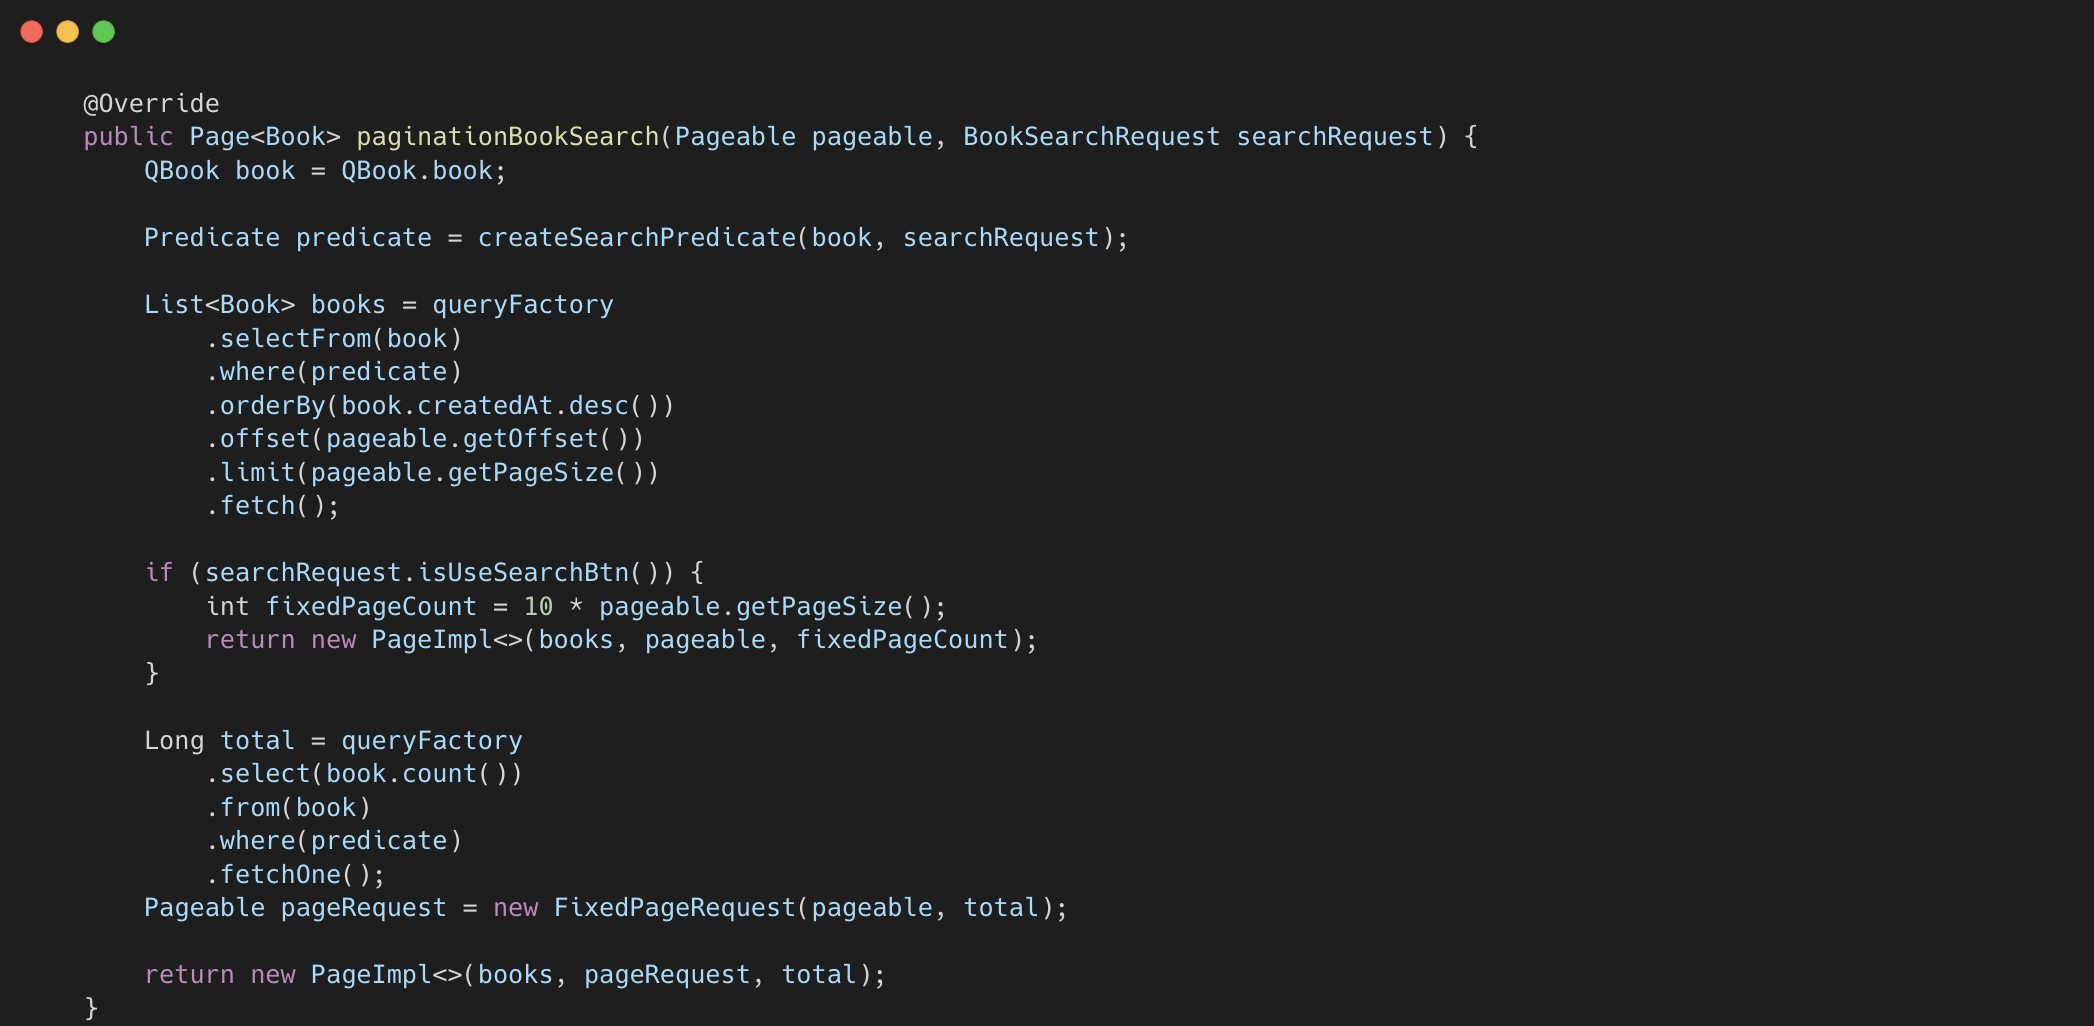 @Override
public Page<Book> paginationBookSearch(Pageable pageable, BookSearchRequest searchRequest) {
QBook book = QBook.book;
Predicate predicate = createSearchPredicate(book, searchRequest);
List<Book> books = queryFactory
.selectFrom(book)
.where(predicate)
.orderBy(book.createdAt.desc())
.offset(pageable.getOffset())
.limit(pageable.getPageSize())
.fetch();
if (searchRequest.isUseSearchBtn()) {
int fixedPageCount = 10 * pageable.getPageSize();
return new PageImpl<>(books, pageable, fixedPageCount);
}
Long total = queryFactory
.select(book.count())
.from(book)
.where(predicate)
.fetchOne();
Pageable pageRequest = new FixedPageRequest(pageable, total);
return new PageImpl<>(books, pageRequest, total);
}